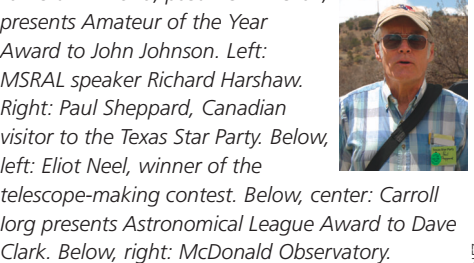 presents Amateur of the Year
Award to John Johnson. Left:
MSRAL speaker Richard Harshaw.
Right: Paul Sheppard, Canadian
visitor to the Texas Star Party. Below,
left: Eliot Neel, winner of the
telescope-making contest. Below, center: Carroll
Iorg presents Astronomical League Award to Dave
Clark. Below, right: McDonald Observatory.